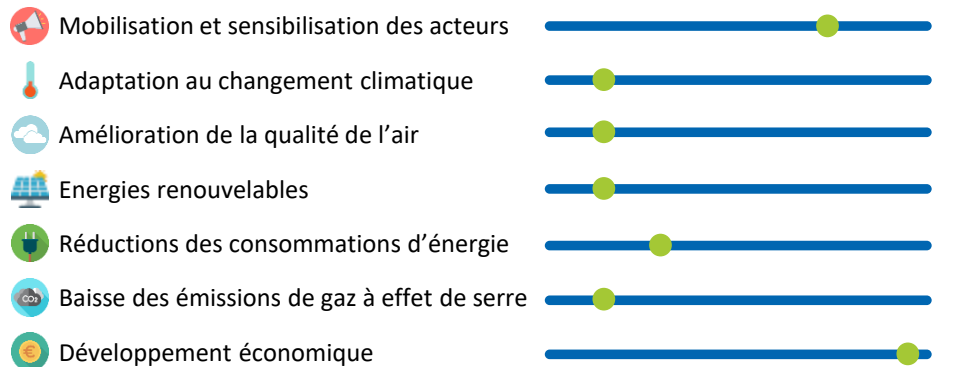 Mobilisation et sensibilisation des acteurs
Adaptation au changement climatique
Amélioration de la qualité de l’air
Energies renouvelables
Réductions des consommations d’énergie
CO2
Baisse des émissions de gaz à effet de serre
€
Développement économique